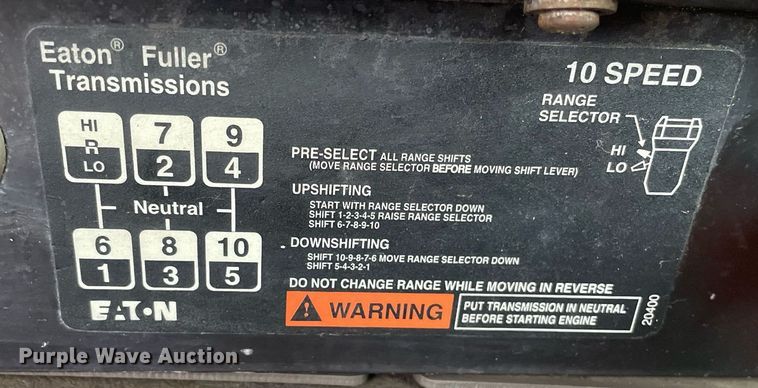 Eaton® Fuller®
Transmissions
10 SPEED
RANGE
SELECTOR
HI
LO
HI
R
LO
7
2
9
4
Neutral
6
1
8
3
10
5
PRE-SELECT ALL RANGE SHIFTS
(MOVE RANGE SELECTOR BEFORE MOVING SHIFT LEVER)
UPSHIFTING
START WITH RANGE SELECTOR DOWN
SHIFT 1-2-3-4-5 RAISE RANGE SELECTOR
SHIFT 6-7-8-9-10
DOWNSHIFTING
SHIFT 10-9-8-7-6 MOVE RANGE SELECTOR DOWN
SHIFT 5-4-3-2-1
DO NOT CHANGE RANGE WHILE MOVING IN REVERSE
EATON
WARNING
PUT TRANSMISSION IN NEUTRAL
BEFORE STARTING ENGINE
20400
Purple Wave Auction